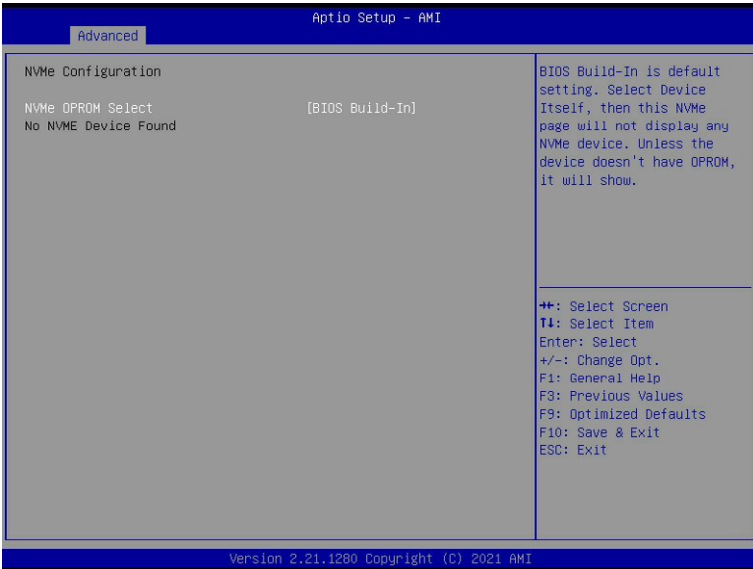 Aptio Setup - AMI
Advanced
NVMe Configuration
NVMe OPROM Select [BIOS Build-In]
No NVME Device Found
BIOS Build-In is default
setting. Select Device
Itself, then this NVMe
page will not display any
NVMe device. Unless the
device doesn't have OPROM,
it will show.
→←: Select Screen
↑↓: Select Item
Enter: Select
+/-: Change Opt.
F1: General Help
F3: Previous Values
F9: Optimized Defaults
F10: Save & Exit
ESC: Exit
Version 2.21.1280 Copyright (C) 2021 AMI